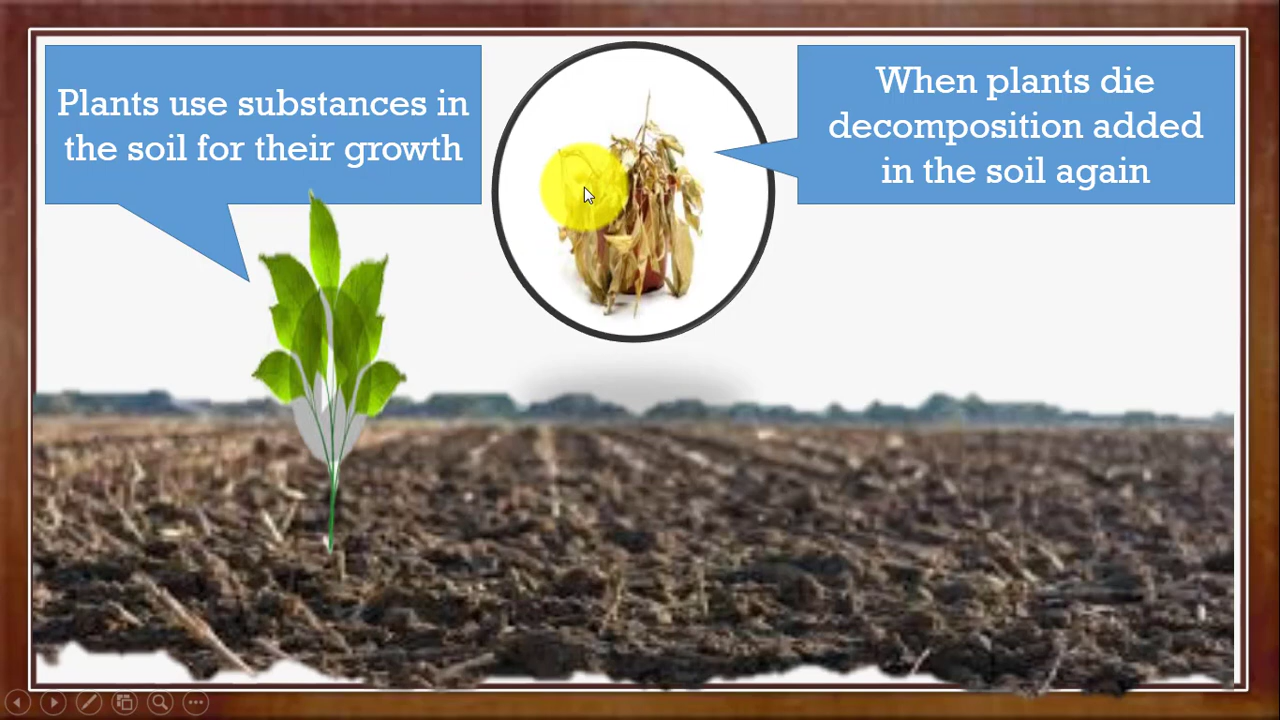 Plants use substances in
the soil for their growth
When plants die
decomposition added
in the soil again